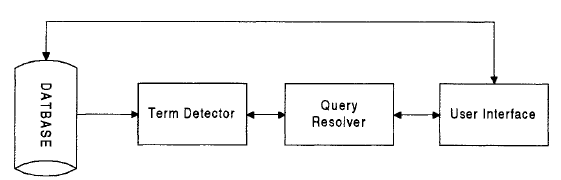 DATBASE
Term Detector
Query
Resolver
User Interface